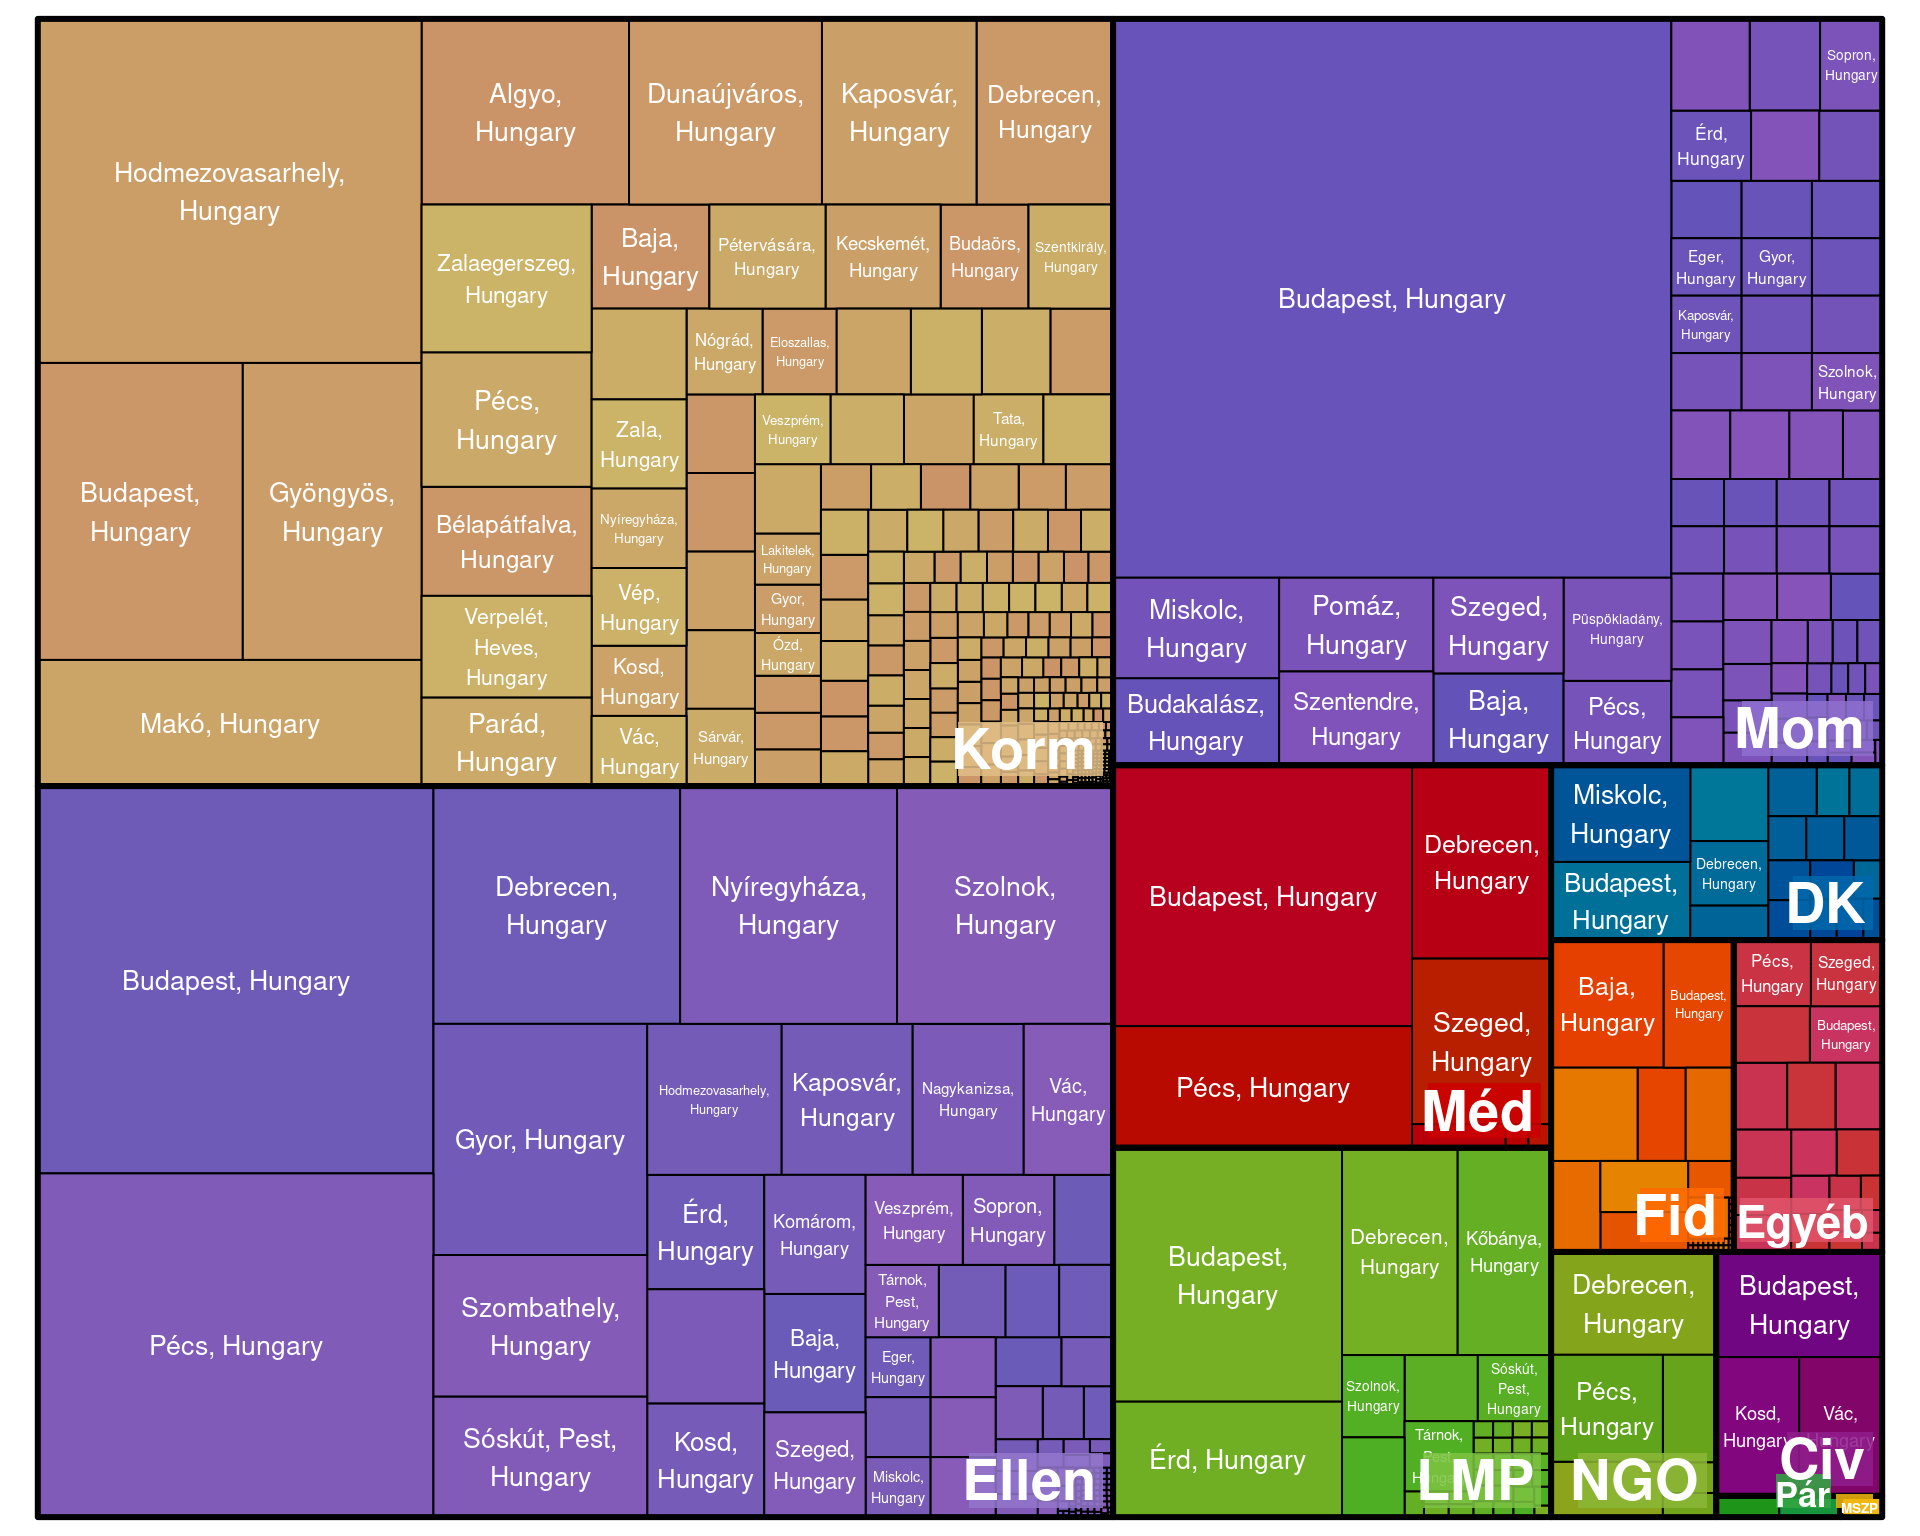 Hodmezovasarhely,
Hungary
Budapest,
Hungary
Gyöngyös,
Hungary
Makó, Hungary
Algyo,
Hungary
Dunaújváros,
Hungary
Kaposvár,
Hungary
Debrecen,
Hungary
Zalaegerszeg,
Hungary
Pécs,
Hungary
Bélapátfalva,
Hungary
Verpelét,
Heves,
Hungary
Parád,
Hungary
Baja,
Hungary
Pétervására,
Hungary
Kecskemét,
Hungary
Budaörs,
Hungary
Szentkirály,
Hungary
Zala,
Hungary
Nyíregyháza,
Hungary
Vép,
Hungary
Kosd,
Hungary
Vác,
Hungary
Nógrád,
Hungary
Eloszallas,
Hungary
Veszprém,
Hungary
Tata,
Hungary
Lakitelek,
Hungary
Gyor,
Hungary
Ózd,
Hungary
Sárvár,
Hungary
Korm
Budapest, Hungary
Miskolc,
Hungary
Budakalász,
Hungary
Pomáz,
Hungary
Szentendre,
Hungary
Szeged,
Hungary
Baja,
Hungary
Püspökladány,
Hungary
Pécs,
Hungary
Sopron,
Hungary
Érd,
Hungary
Eger,
Hungary
Gyor,
Hungary
Kaposvár,
Hungary
Szolnok,
Hungary
Mom
Budapest, Hungary
Pécs, Hungary
Debrecen,
Hungary
Nyíregyháza,
Hungary
Szolnok,
Hungary
Gyor, Hungary
Szombathely,
Hungary
Sóskút, Pest,
Hungary
Hodmezovasarhely,
Hungary
Kaposvár,
Hungary
Nagykanizsa,
Hungary
Vác,
Hungary
Érd,
Hungary
Kosd,
Hungary
Komárom,
Hungary
Baja,
Hungary
Szeged,
Hungary
Veszprém,
Hungary
Sopron,
Hungary
Tárnok,
Pest,
Hungary
Eger,
Hungary
Miskolc,
Hungary
Ellen
Budapest, Hungary
Pécs, Hungary
Debrecen,
Hungary
Szeged,
Hungary
Méd
Budapest,
Hungary
Érd, Hungary
Debrecen,
Hungary
Kőbánya,
Hungary
Szolnok,
Hungary
Sóskút,
Pest,
Hungary
Tárnok,
Pest,
Hungary
LMP
Miskolc,
Hungary
Budapest,
Hungary
Debrecen,
Hungary
DK
Baja,
Hungary
Budapest,
Hungary
Fid
Pécs,
Hungary
Szeged,
Hungary
Budapest,
Hungary
Egyéb
Debrecen,
Hungary
Pécs,
Hungary
NGO
Budapest,
Hungary
Kosd,
Hungary
Vác,
Hungary
Civ
Pár
MSZP